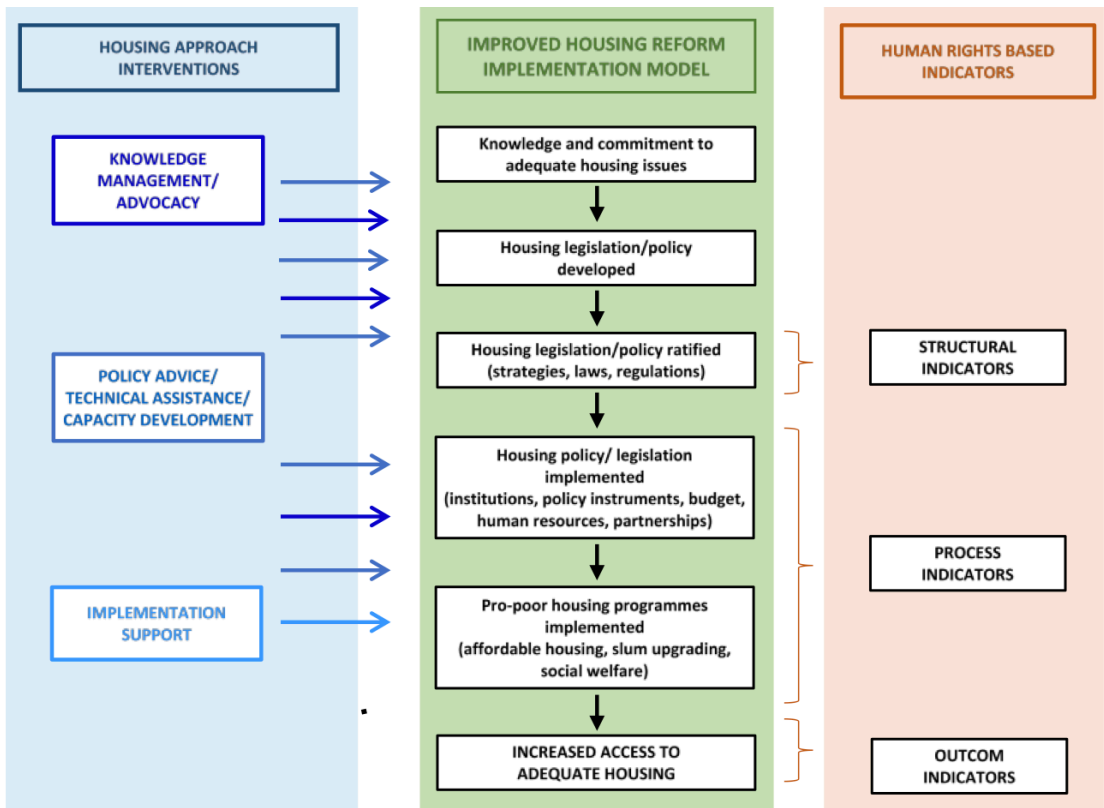 HOUSING APPROACH
INTERVENTIONS
KNOWLEDGE
MANAGEMENT/
ADVOCACY
POLICY ADVICE/
TECHNICAL ASSISTANCE/
CAPACITY DEVELOPMENT
IMPLEMENTATION
SUPPORT
IMPROVED HOUSING REFORM
IMPLEMENTATION MODEL
Knowledge and commitment to
adequate housing issues
Housing legislation/policy
developed
Housing legislation/policy ratified
(strategies, laws, regulations)
Housing policy/ legislation
implemented
(institutions, policy instruments, budget,
human resources, partnerships)
Pro-poor housing programmes
implemented
(affordable housing, slum upgrading,
social welfare)
INCREASED ACCESS TO
ADEQUATE HOUSING
HUMAN RIGHTS BASED
INDICATORS
STRUCTURAL
INDICATORS
PROCESS
INDICATORS
OUTCOM
INDICATORS